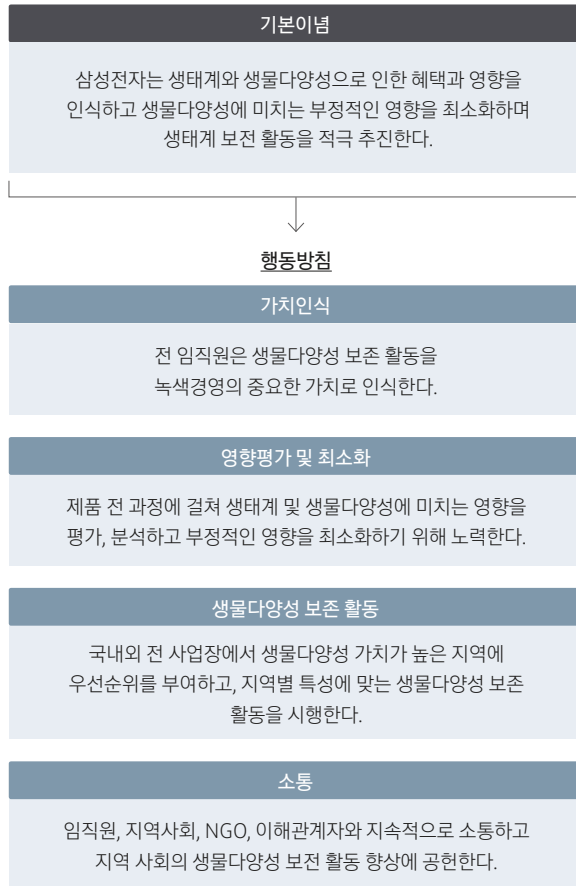 기본이념
삼성전자는 생태계와 생물다양성으로 인한 혜택과 영향을
인식하고 생물다양성에 미치는 부정적인 영향을 최소화하며
생태계 보전 활동을 적극 추진한다.
행동방침
가치인식
전 임직원은 생물다양성 보존 활동을
녹색경영의 중요한 가치로 인식한다.
영향평가 및 최소화
제품 전 과정에 걸쳐 생태계 및 생물다양성에 미치는 영향을
평가, 분석하고 부정적인 영향을 최소화하기 위해 노력한다.
생물다양성 보존 활동
국내외 전 사업장에서 생물다양성 가치가 높은 지역에
우선순위를 부여하고, 지역별 특성에 맞는 생물다양성 보존
활동을 시행한다.
소통
임직원, 지역사회, NGO, 이해관계자와 지속적으로 소통하고
지역 사회의 생물다양성 보전 활동 향상에 공헌한다.